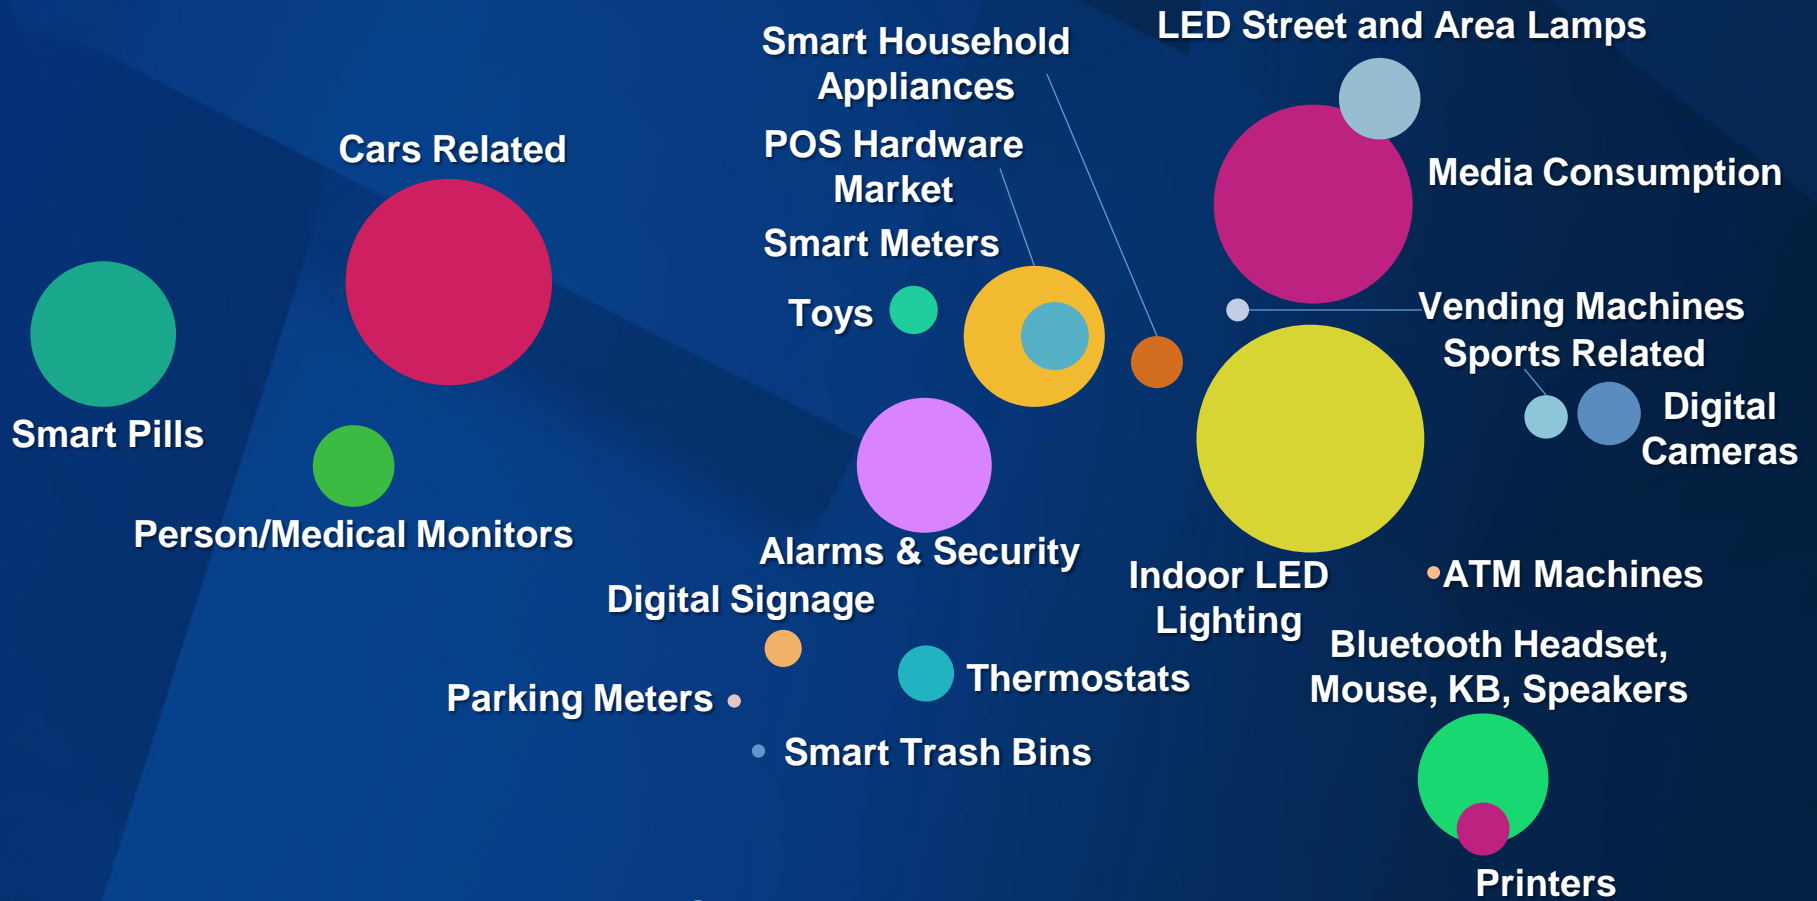 LED Street and Area Lamps
Smart Household
Appliances
Cars Related
POS Hardware
Market
Media Consumption
Smart Meters
Toys
Vending Machines
Sports Related
Digital
Cameras
Smart Pills
Person/Medical Monitors
Alarms & Security
Indoor LED
Lighting
ATM Machines
Digital Signage
Bluetooth Headset,
Mouse, KB, Speakers
Thermostats
Parking Meters
Smart Trash Bins
Printers